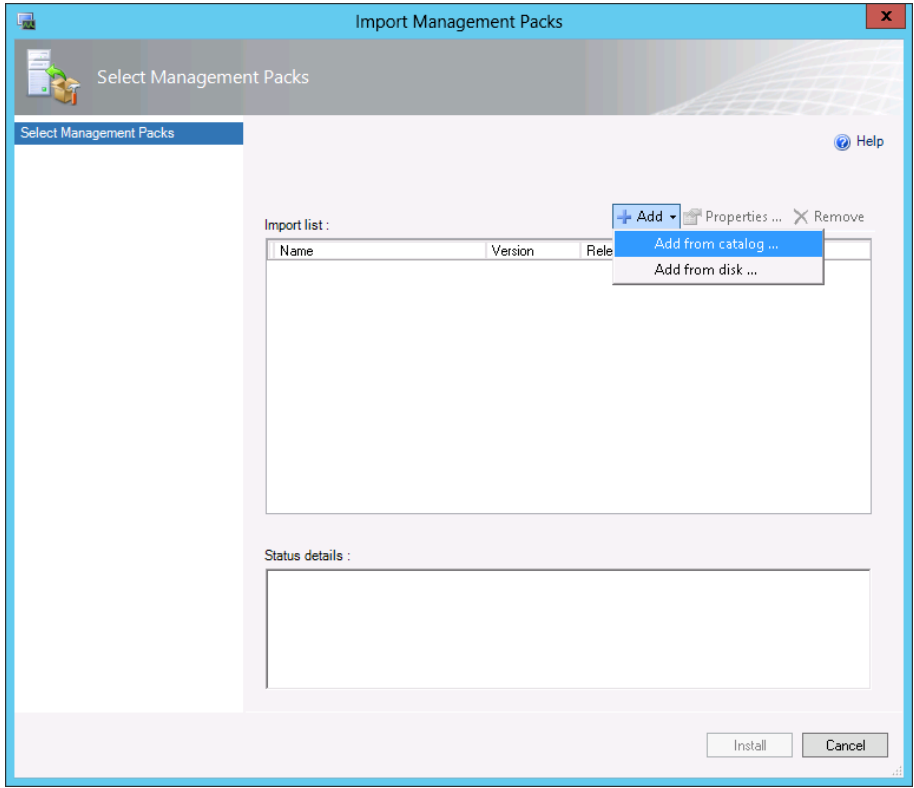 Import Management Packs
x
Select Management Packs
Select Management Packs
Help
Import list :
Add Properties ... Remove
Name Version Rele
Add from catalog ...
Add from disk ...
Status details :
Install Cancel